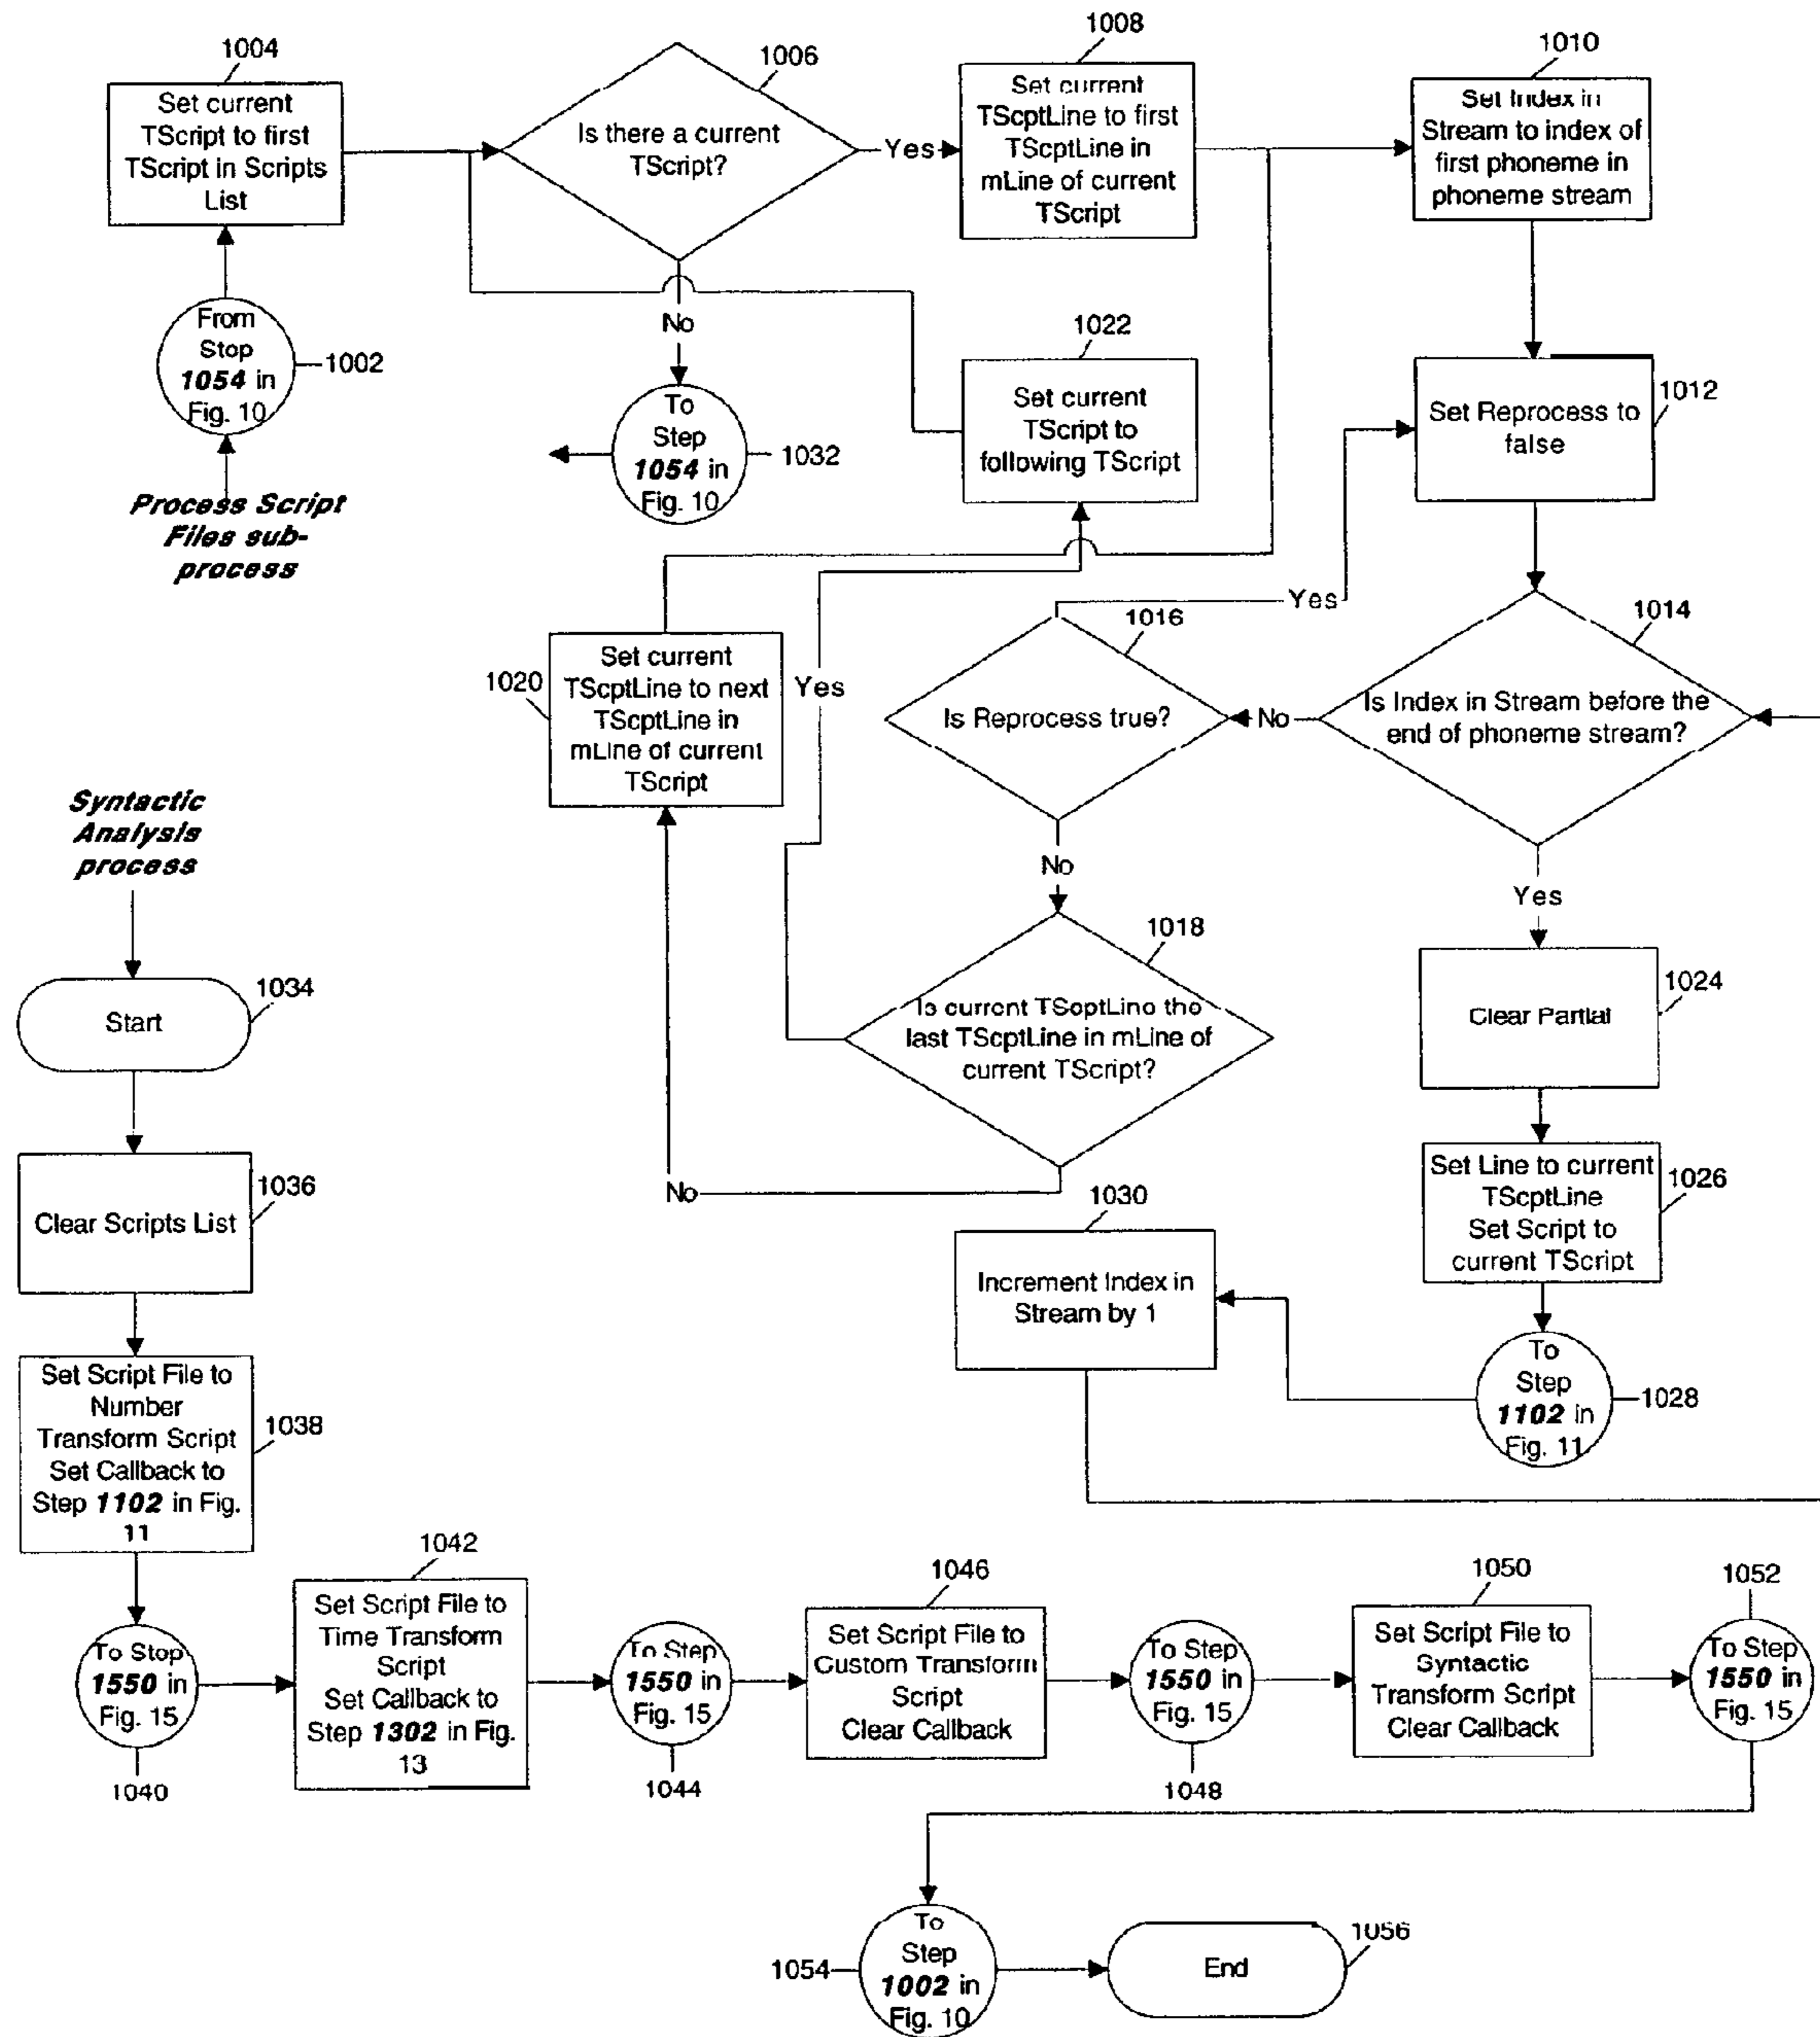 1004
Set current
TScript to first
TScript in Scripts
List
1006
Is there a current
TScript?
Yes
No
1008
Set current
TScptLine to first
TScptLine in
mLine of current
TScript
1010
Set Index in
Stream to index of
first phoneme in
phoneme stream
From
Stop
1054 in
Fig. 10
1002
Process Script
Files sub-
process
To
Step
1054 in
Fig. 10
1032
1022
Set current
TScript to
following TScript
Set Reprocess to
false
1012
Yes
1016
Is Reprocess true?
No
No
1014
Is Index in Stream before the
end of phoneme stream?
Yes
1020
Set current
TScptLine to next
TScptLine in
mLine of current
TScript
Yes
1018
Is current TScptLine the
last TScptLine in mLine of
current TScript?
No
Clear Partial
1024
Set Line to current
TScptLine
Set Script to
current TScript
1026
To
Step
1102 in
Fig. 11
1028
1030
Increment Index in
Stream by 1
Syntactic
Analysis
process
Start
1034
Clear Scripts List
1036
Set Script File to
Number
Transform Script
Set Callback to
Step 1102 in Fig.
11
1038
To Stop
1550 in
Fig. 15
1040
1042
Set Script File to
Time Transform
Script
Set Callback to
Step 1302 in Fig.
13
To Step
1550 in
Fig. 15
1044
1046
Set Script File to
Custom Transform
Script
Clear Callback
To Step
1550 in
Fig. 15
1048
1050
Set Script File to
Syntactic
Transform Script
Clear Callback
1052
To Step
1550 in
Fig. 15
1054
To
Step
1002 in
Fig. 10
End
1056